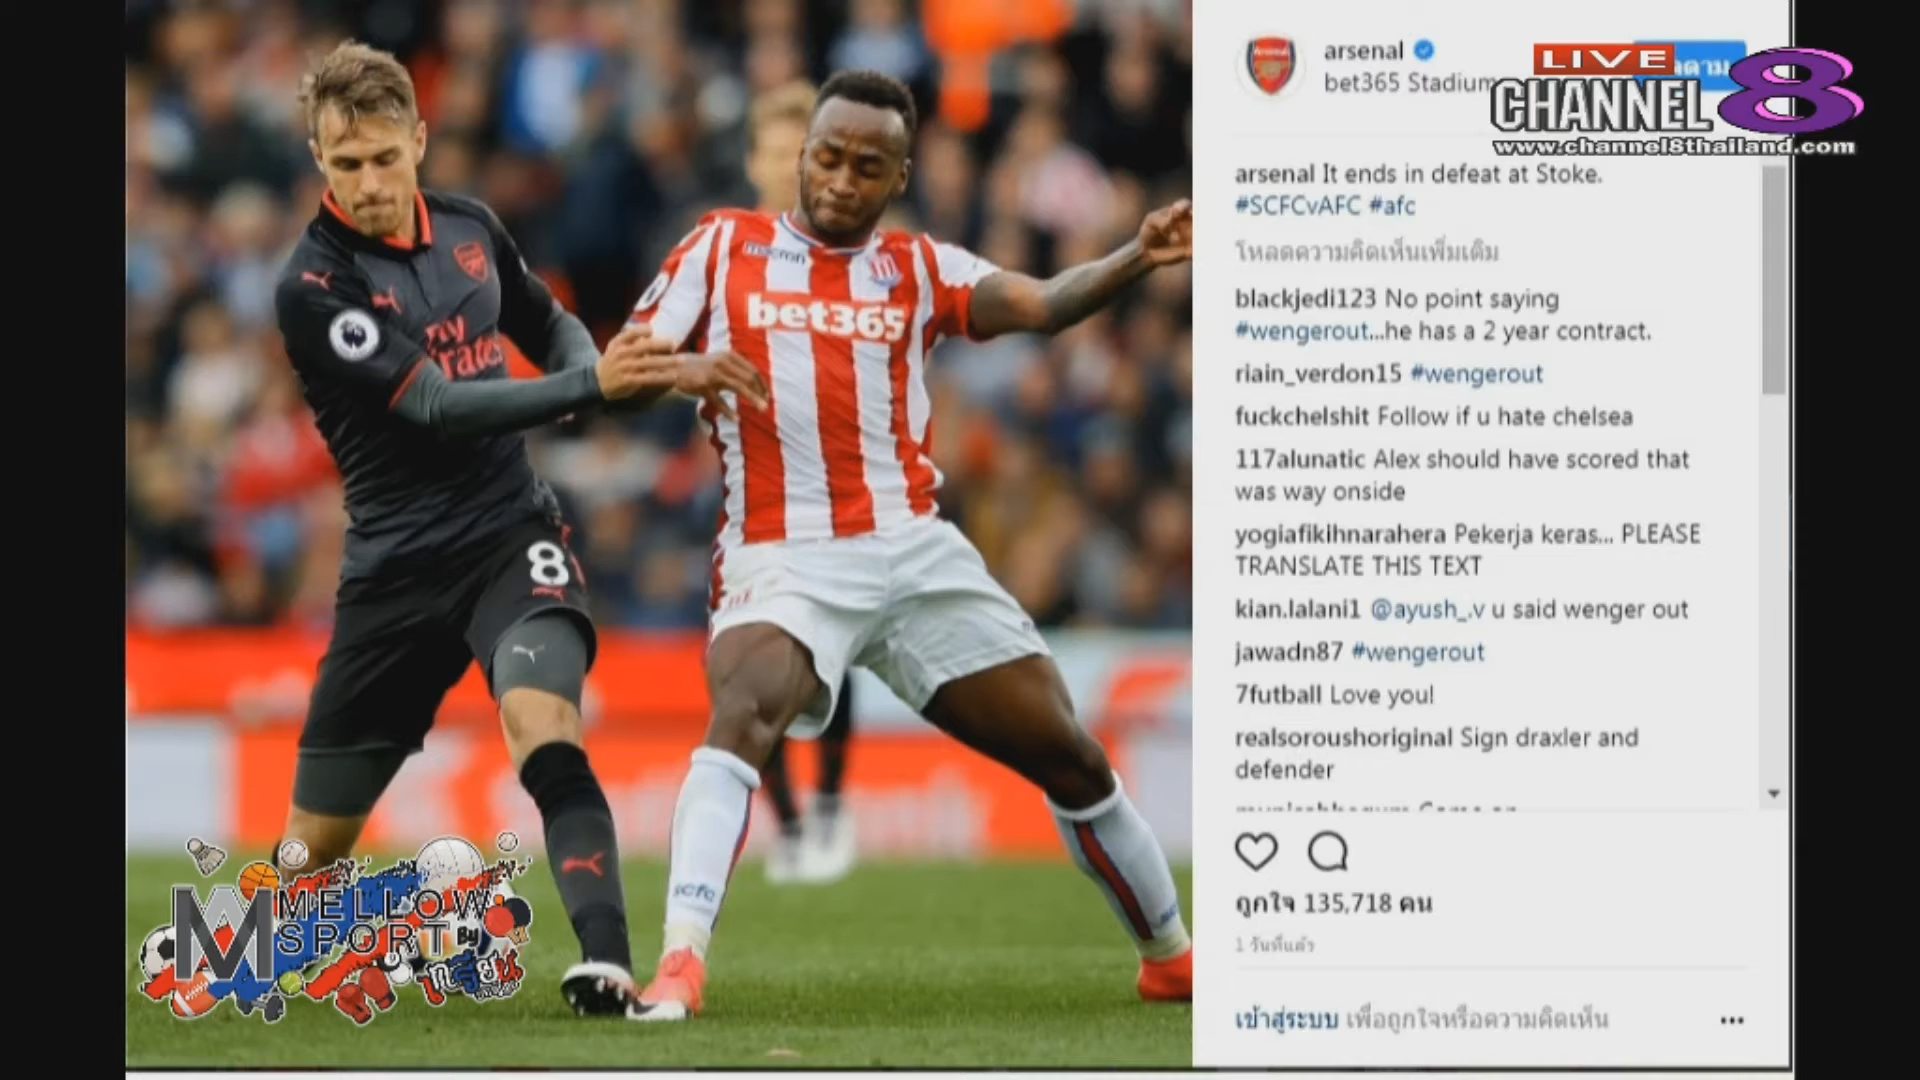 arsenal
bet365 Stadium
LIVE
CHANNEL 8
www.channel8thailand.com
arsenal It ends in defeat at Stoke.
#SCFCvAFC #afc
โหลดความคิดเห็นเพิ่มเติม
blackjedi123 No point saying
#wengerout...he has a 2 year contract.
riain_verdon15 #wengerout
fuckchelshit Follow if u hate chelsea
117alunatic Alex should have scored that
was way onside
yogiafikihnarahera Pekerja keras... PLEASE
TRANSLATE THIS TEXT
kian.lalani1 @ayush_.v u said wenger out
jawadn87 #wengerout
7futball Love you!
realsoroushoriginal Sign draxler and
defender
ถูกใจ 135,718 คน
1 วันที่แล้ว
เข้าสู่ระบบ เพื่อถูกใจหรือความคิดเห็น
macron
bet365
8
scfc
MELLOW
SPORT
By